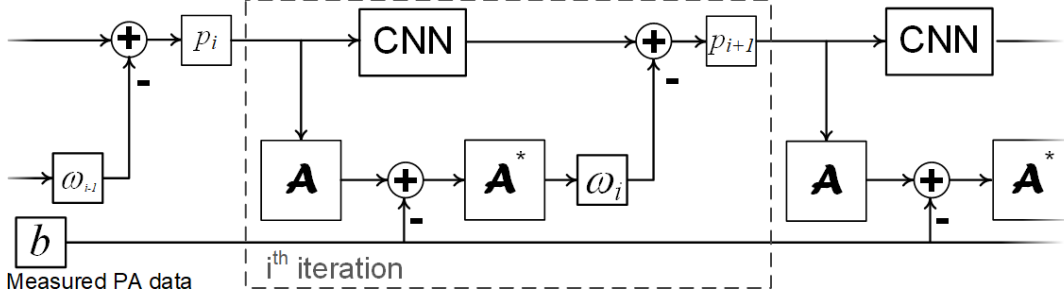 + p_i CNN + p_{i+1} CNN
- - -
ω_{i-1} A + A* ω_i A + A*
- -
b
i^{th} iteration
Measured PA data